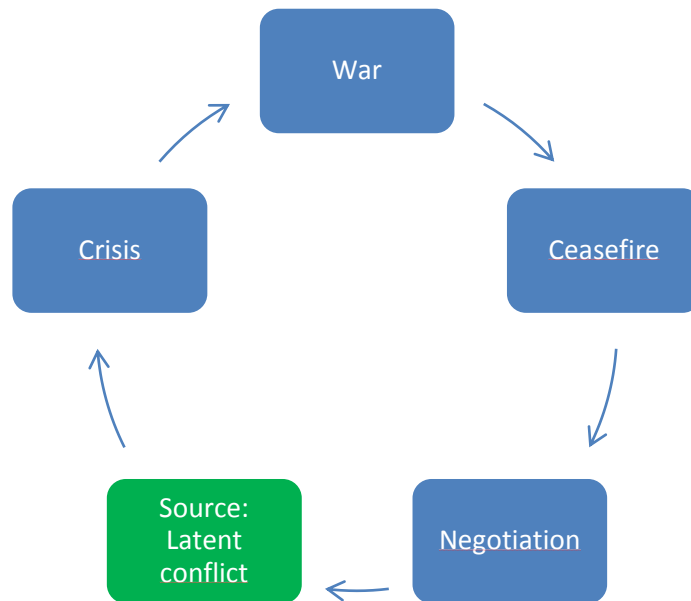 War
Crisis
Ceasefire
Source:
Latent
conflict
Negotiation